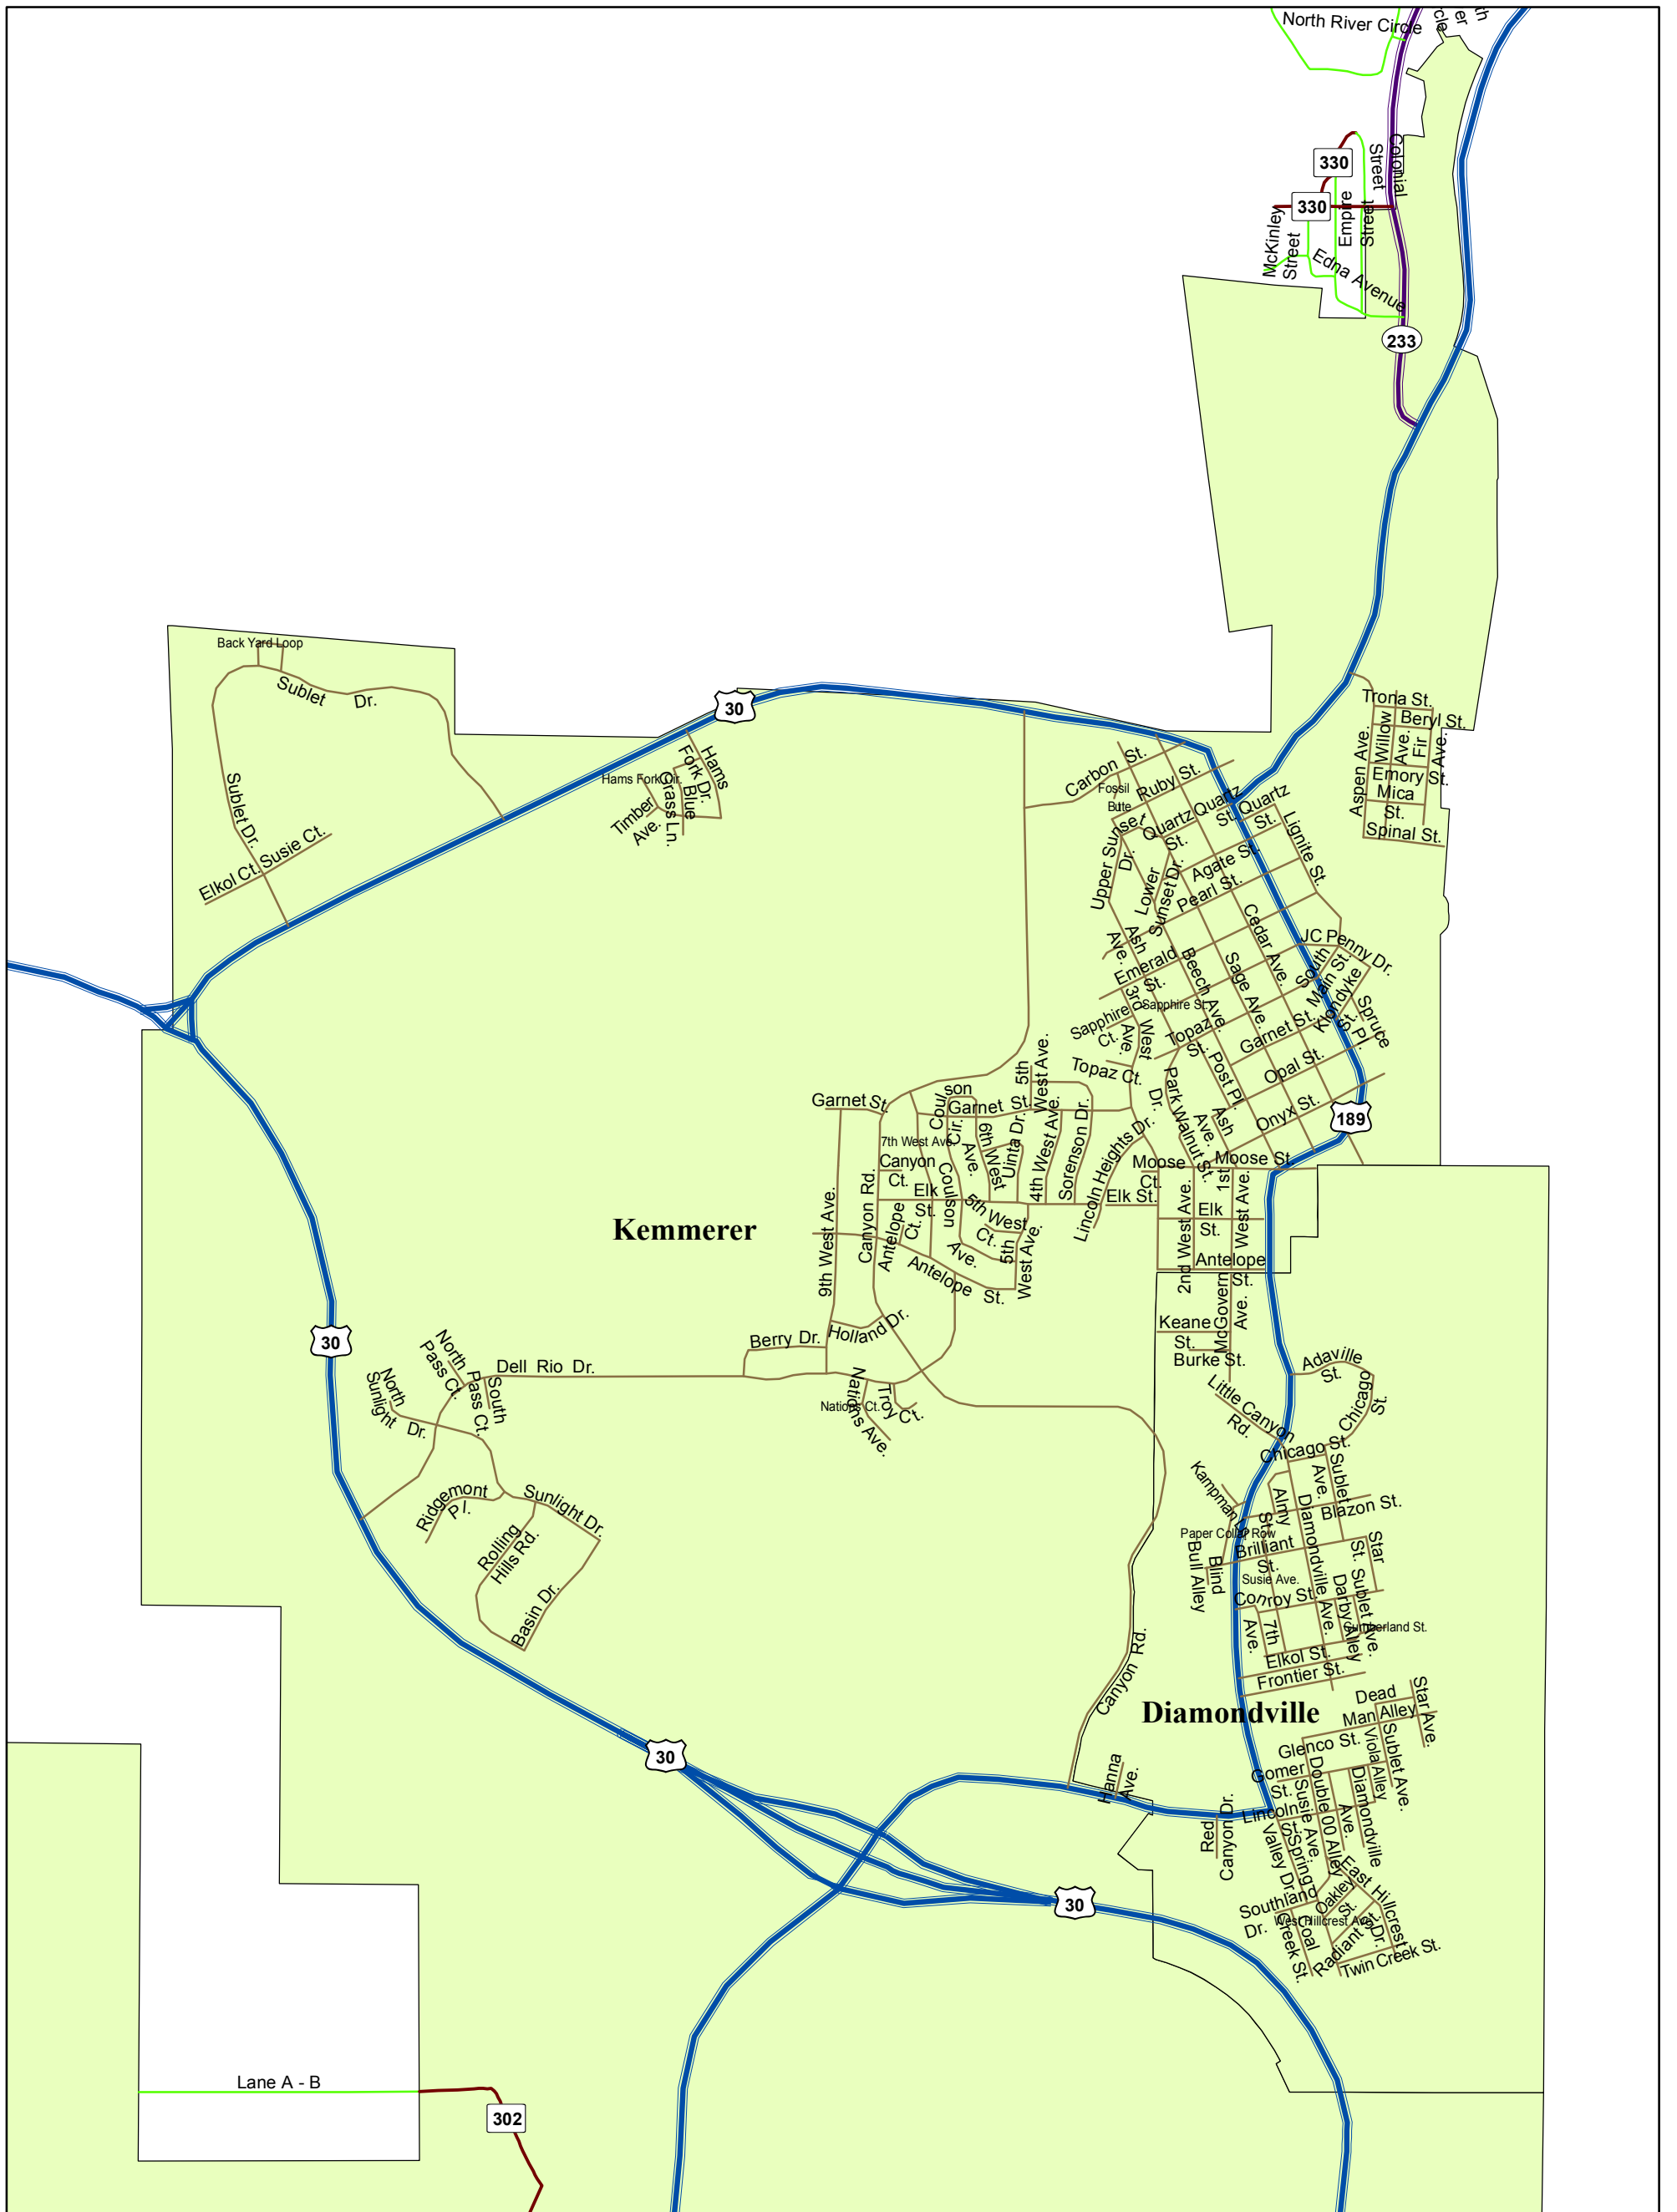 North River Circle
330
Colonial
Street
330
Empire
Street
McKinley
Street
Edna Avenue
233
Back Yard Loop
Sublet Dr.
30
Trona St.
Beryl St.
Willow
Ave.
Fir
Ave.
Aspen Ave.
Emory St.
Mica
St.
Spinal St.
Hams
Fork Dr.
Hams Fork Cir.
Blue
Grass Ln.
Timber
Ave.
Sublet Dr.
Susie Ct.
Elkol Ct.
Carbon St.
Ruby St.
Fossil
Butte
Quartz
St.
Quartz
St.
Quartz
St.
Upper Sunset
Dr.
Lower
Sunset Dr.
Agate St.
Pearl St.
Lignite St.
Cedar Ave.
JC Penny Dr.
South
Main St.
Klondyke
St.
Spruce
Pl.
Ash
Ave.
Emerald
St.
Beech Ave.
Sage Ave.
3rd
West
Ave.
Sapphire St.
Sapphire
Ct.
Topaz
St.
Garnet St.
Opal St.
Topaz Ct.
Post Pl.
Park
Dr.
Walnut St.
Ash
Ave.
Onyx St.
189
Garnet St.
Coulson
Cir.
Garnet St.
5th
West Ave.
7th West Ave.
Canyon
Ct.
6th West
Ave.
Uinta Dr.
4th West Ave.
Sorenson Dr.
Lincoln Heights Dr.
Moose
Ct.
Moose St.
1st
West Ave.
2nd West Ave.
Elk
St.
Elk St.
Elk
St.
Coulson
Ave.
5th West
Ct.
5th
West Ave.
Antelope
Ct.
Antelope St.
Antelope
St.
Kemmerer
9th West Ave.
Canyon Rd.
McGovern
Ave.
Keane
St.
Burke St.
30
Berry Dr.
Holland Dr.
Dell Rio Dr.
North
Pass Ct.
South
Pass Ct.
North
Sunlight Dr.
Nations Ct.
Nations Ave.
Troy Ct.
Little Canyon
Rd.
Adaville
St.
Chicago
St.
Chicago St.
Sublet
Ave.
Kampman Ln.
Almy
St.
Diamondville Ave.
Blazon St.
Paper Collar Row
Brilliant
St.
Star
St.
Blind
Bull Alley
Susie Ave.
Conroy St.
Sublet Ave.
Darby Alley
Cumberland St.
7th
Ave.
Elkol St.
Frontier St.
Ridgemont
Pl.
Sunlight Dr.
Rolling
Hills Rd.
Basin Dr.
Canyon Rd.
Diamondville
Dead
Man Alley
Star Ave.
Glenco St.
Viola Alley
Sublet Ave.
30
Hanna
Ave.
Gomer
St.
Susie Ave.
Double 00 Alley
Diamondville
Ave.
Lincoln
St.
Red
Canyon Dr.
Spring
Valley Dr.
East Hillcrest
Dr.
Oakley
St.
30
Southland
Dr.
West Hillcrest Ave.
Coal
Creek St.
Radiant St.
Twin Creek St.
Lane A - B
302